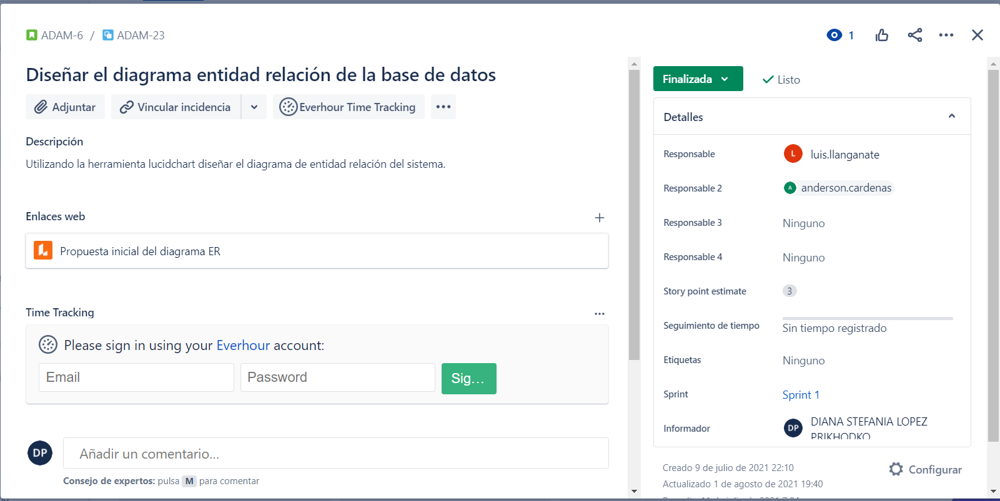 ADAM-6 / ADAM-23
1
Diseñar el diagrama entidad relación de la base de datos
Adjuntar
Vincular incidencia
Everhour Time Tracking
Descripción
Utilizando la herramienta lucidchart diseñar el diagrama de entidad relación del sistema.
Enlaces web
Propuesta inicial del diagrama ER
Time Tracking
Please sign in using your Everhour account:
Email
Password
Sig...
DP
Añadir un comentario...
Consejo de expertos: pulsa M para comentar
Finalizada
Listo
Detalles
Responsable
L luis.llanganate
Responsable 2
A anderson.cardenas
Responsable 3
Ninguno
Responsable 4
Ninguno
Story point estimate
3
Seguimiento de tiempo
Sin tiempo registrado
Etiquetas
Ninguno
Sprint
Sprint 1
Informador
DP DIANA STEFANIA LOPEZ
PRIKHODKO
Creado 9 de julio de 2021 22:10
Configurar
Actualizado 1 de agosto de 2021 19:40